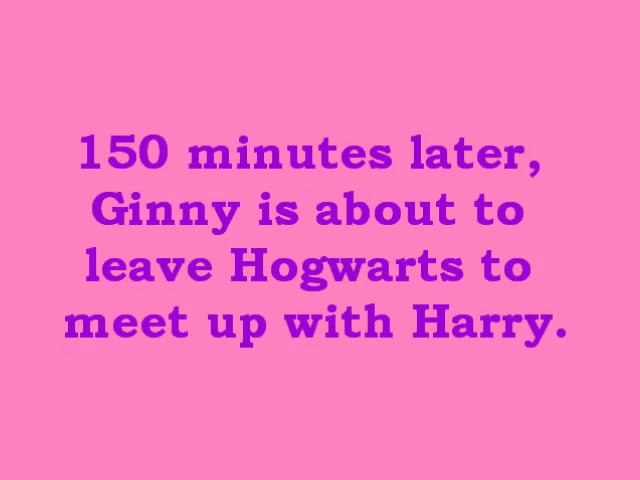 150 minutes later,
Ginny is about to
leave Hogwarts to
meet up with Harry.